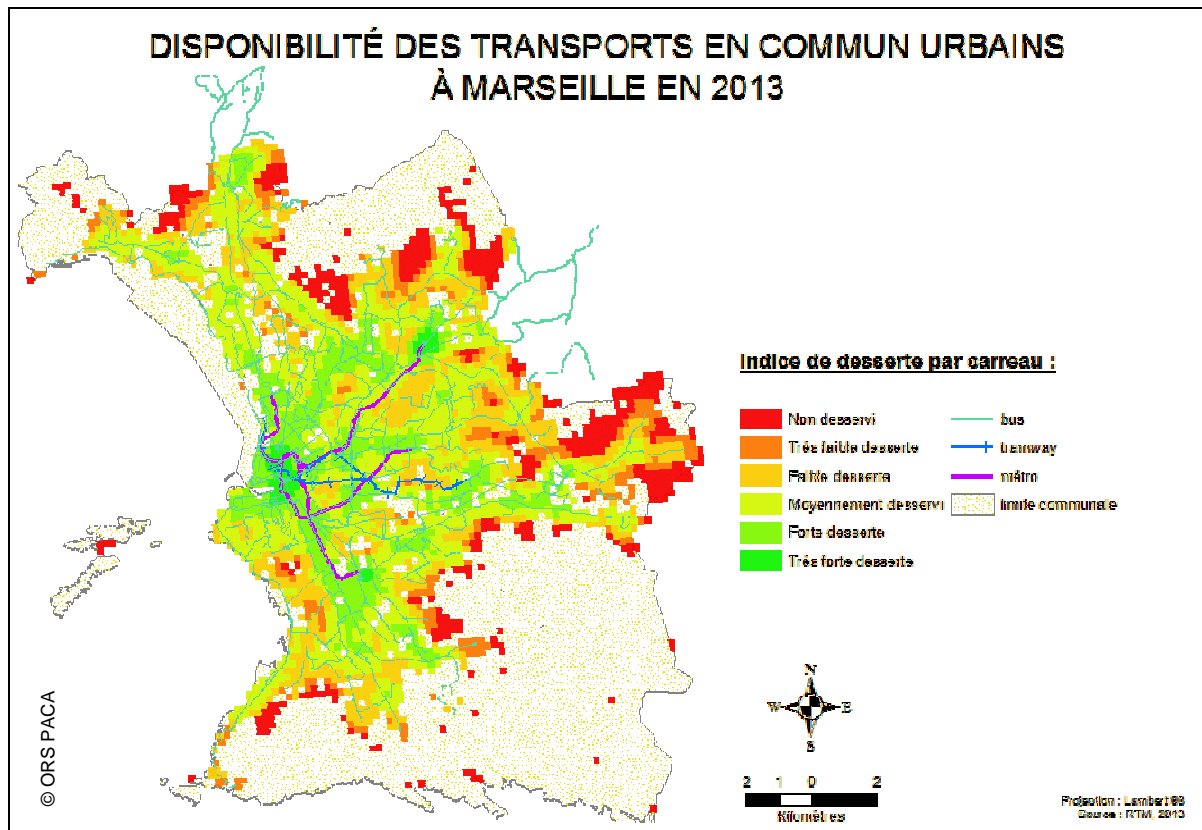 DISPONIBILITÉ DES TRANSPORTS EN COMMUN URBAINS
À MARSEILLE EN 2013
Indice de desserte par carreau :
Non desservi
Très faible desserte
Faible desserte
Moyennement desservi
Forte desserte
Très forte desserte
bus
tramway
métro
limite communale
N
W E
S
2 1 0 2
Kilomètres
Projection : Lambert 93
Source : RTM, 2013
© ORS PACA